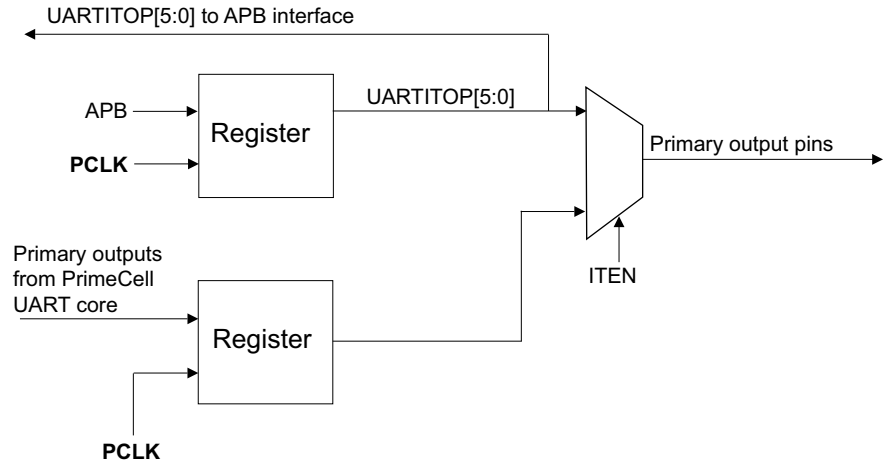 UARTITOP[5:0] to APB interface
APB
Register
UARTITOP[5:0]
PCLK
Primary output pins
ITEN
Primary outputs
from PrimeCell
UART core
Register
PCLK